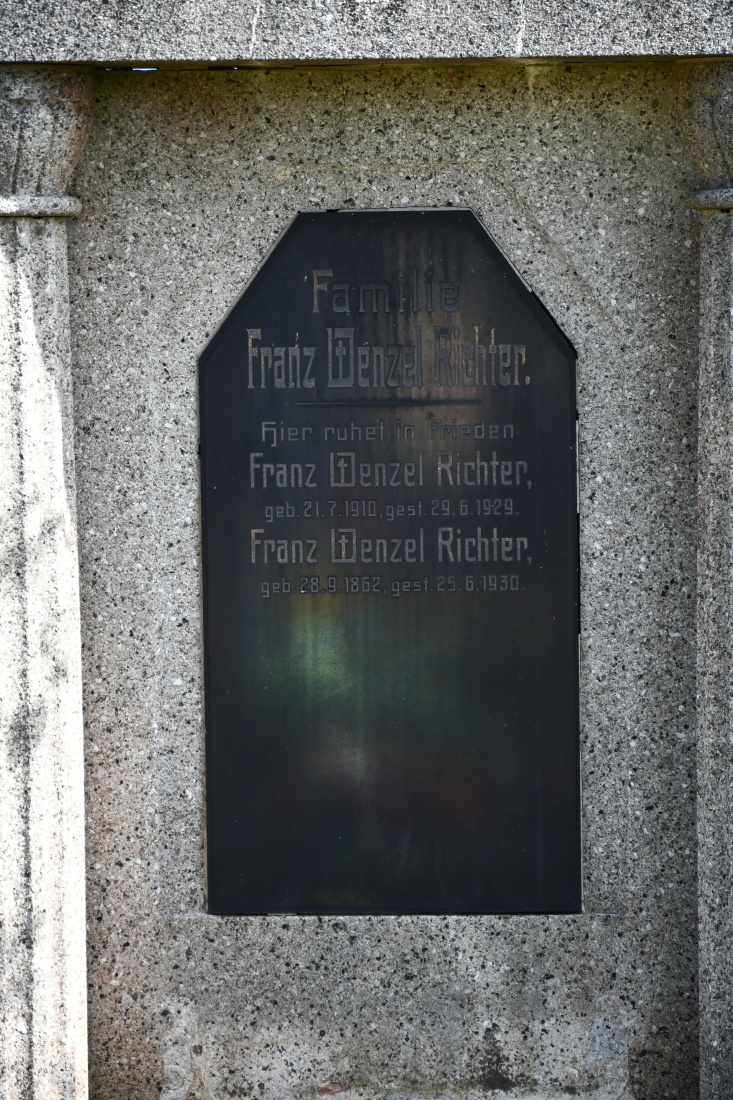 Familie
Franz Wenzel Richter.
Hier ruhet in Frieden
Franz Wenzel Richter,
geb. 21.7.1910, gest. 29.6.1929.
Franz Wenzel Richter,
geb. 28.9.1862, gest. 25.6.1930.